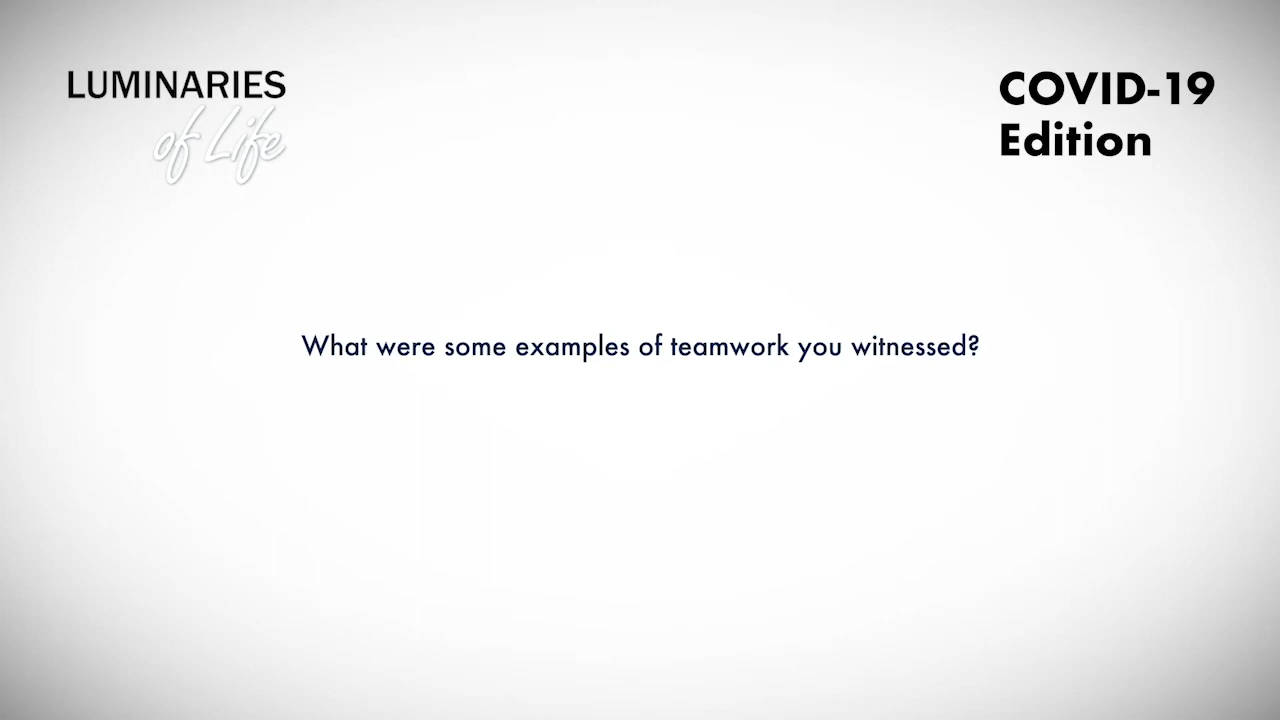 LUMINARIES
of Life
COVID-19
Edition
What were some examples of teamwork you witnessed?